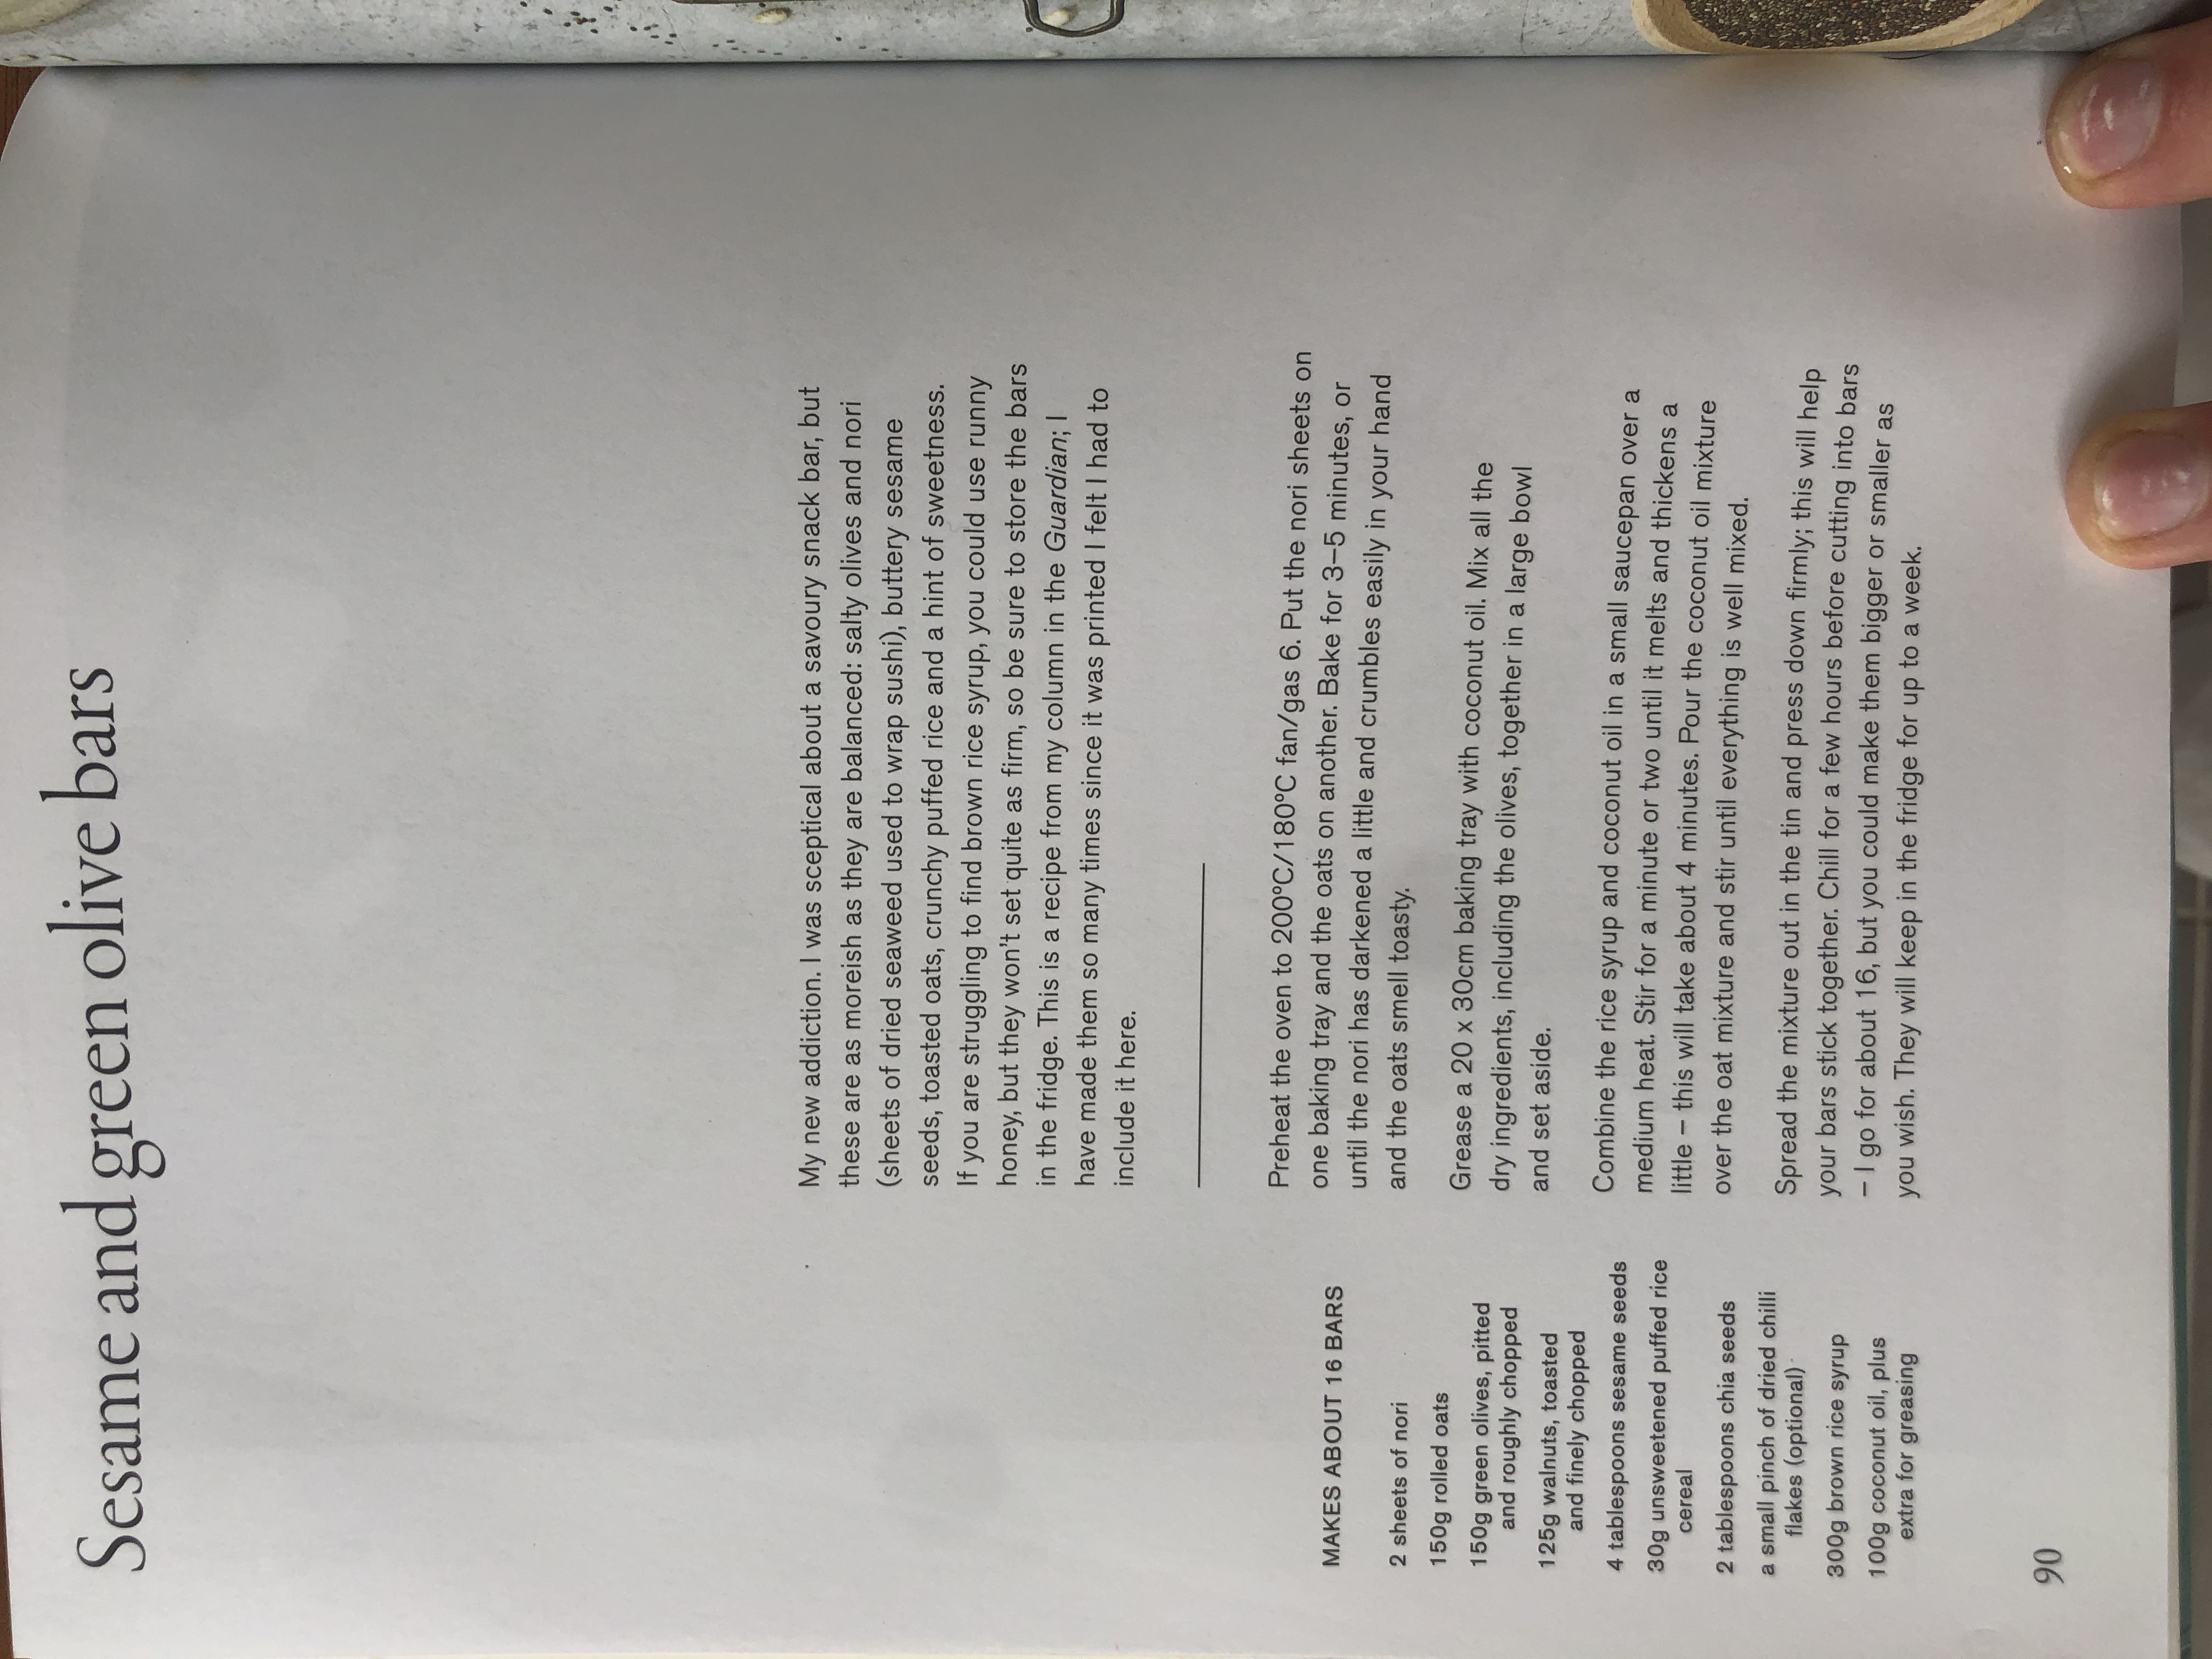 Sesame and green olive bars
My new addiction. I was sceptical about a savoury snack bar, but
these are as moreish as they are balanced: salty olives and nori
(sheets of dried seaweed used to wrap sushi), buttery sesame
seeds, toasted oats, crunchy puffed rice and a hint of sweetness.
If you are struggling to find brown rice syrup, you could use runny
honey, but they won't set quite as firm, so be sure to store the bars
in the fridge. This is a recipe from my column in the Guardian; I
have made them so many times since it was printed I felt I had to
include it here.
MAKES ABOUT 16 BARS
2 sheets of nori
150g rolled oats
150g green olives, pitted
and roughly chopped
125g walnuts, toasted
and finely chopped
4 tablespoons sesame seeds
30g unsweetened puffed rice
cereal
2 tablespoons chia seeds
a small pinch of dried chilli
flakes (optional)
300g brown rice syrup
100g coconut oil, plus
extra for greasing
Preheat the oven to 200ºC/180ºC fan/gas 6. Put the nori sheets on
one baking tray and the oats on another. Bake for 3–5 minutes, or
until the nori has darkened a little and crumbles easily in your hand
and the oats smell toasty.
Grease a 20 x 30cm baking tray with coconut oil. Mix all the
dry ingredients, including the olives, together in a large bowl
and set aside.
Combine the rice syrup and coconut oil in a small saucepan over a
medium heat. Stir for a minute or two until it melts and thickens a
little – this will take about 4 minutes. Pour the coconut oil mixture
over the oat mixture and stir until everything is well mixed.
Spread the mixture out in the tin and press down firmly; this will help
your bars stick together. Chill for a few hours before cutting into bars
– I go for about 16, but you could make them bigger or smaller as
you wish. They will keep in the fridge for up to a week.
90